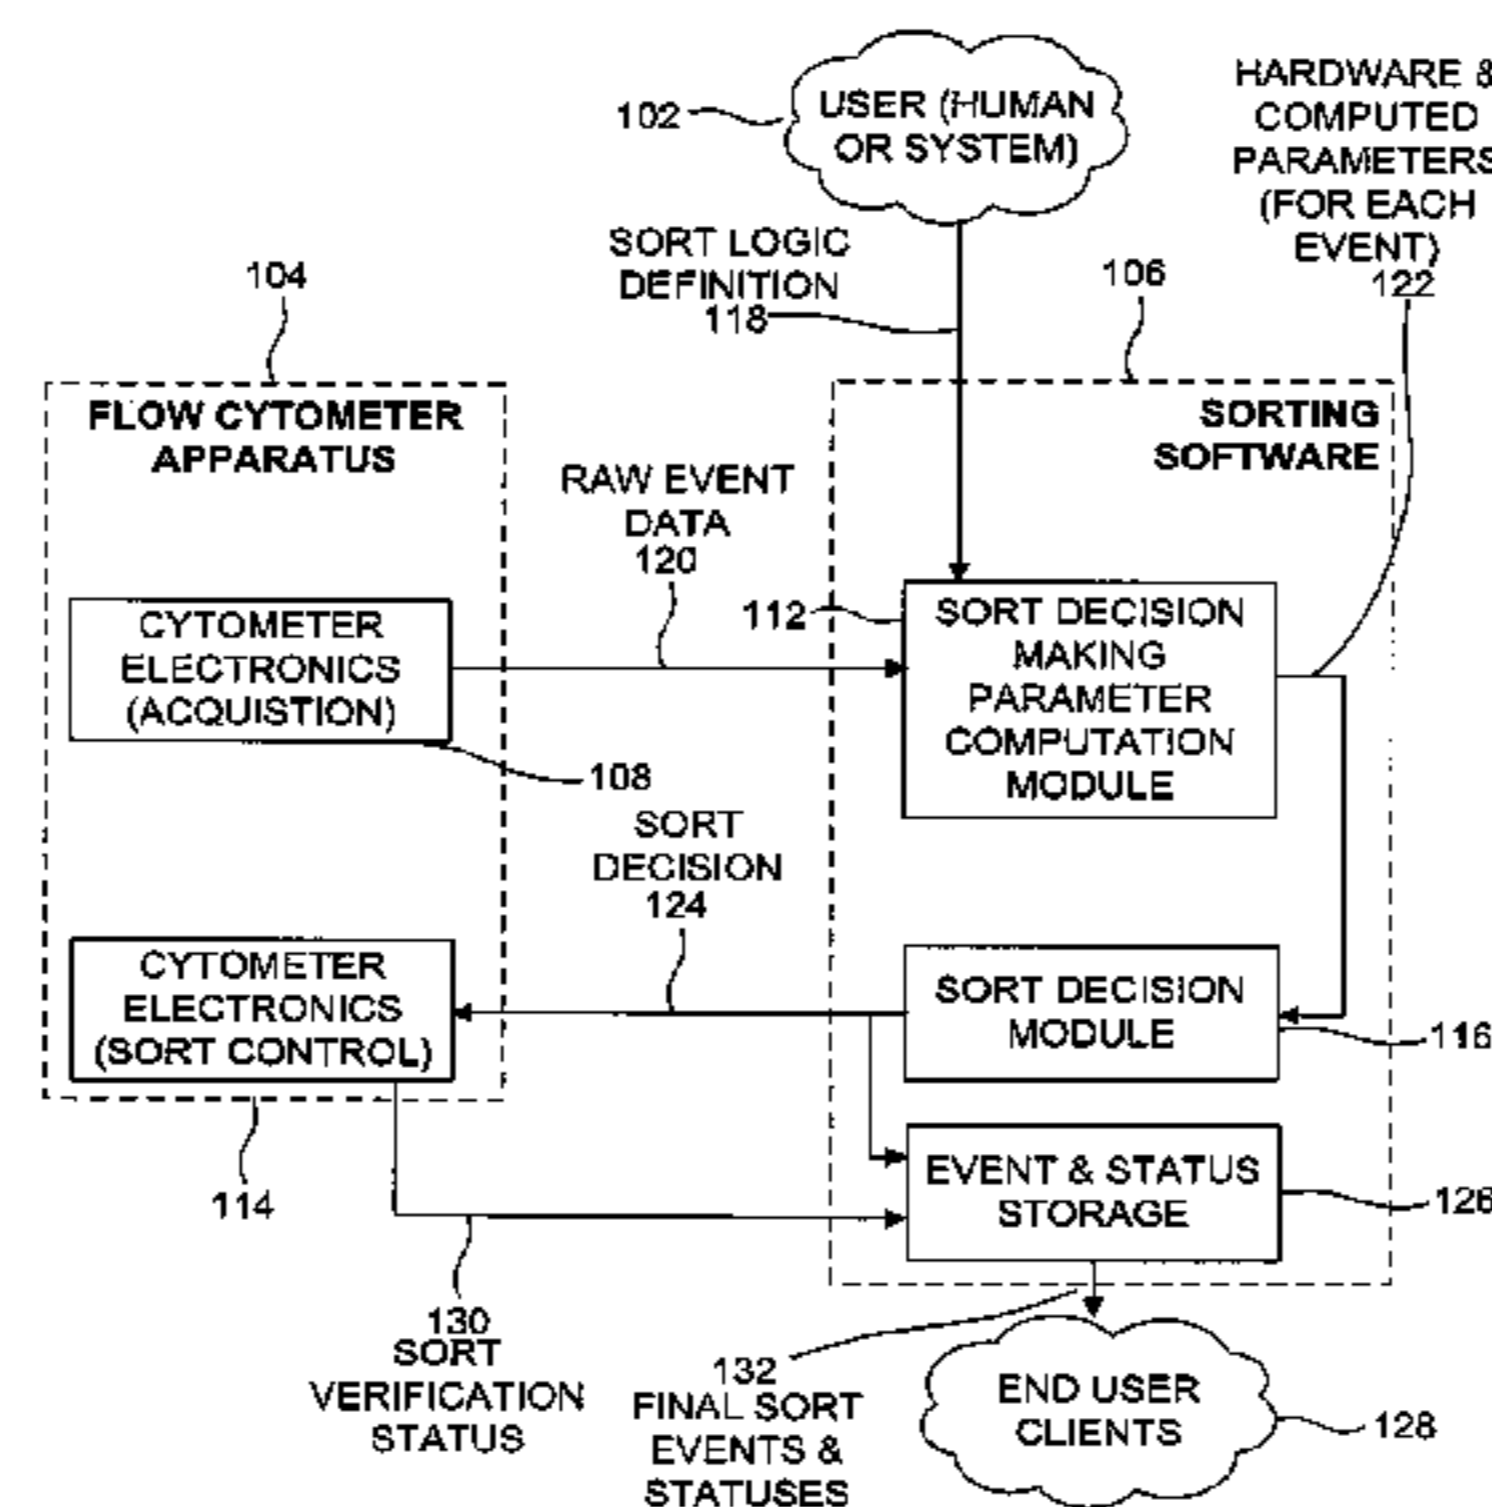 102
USER (HUMAN
OR SYSTEM)
HARDWARE &
COMPUTED
PARAMETERS
(FOR EACH
EVENT)
122
SORT LOGIC
DEFINITION
118
104
106
FLOW CYTOMETER
APPARATUS
SORTING
SOFTWARE
RAW EVENT
DATA
120
CYTOMETER
ELECTRONICS
(ACQUISTION)
108
112
SORT DECISION
MAKING
PARAMETER
COMPUTATION
MODULE
SORT
DECISION
124
CYTOMETER
ELECTRONICS
(SORT CONTROL)
114
SORT DECISION
MODULE
116
EVENT & STATUS
STORAGE
126
130
SORT
VERIFICATION
STATUS
132
FINAL SORT
EVENTS &
STATUSES
END USER
CLIENTS
128